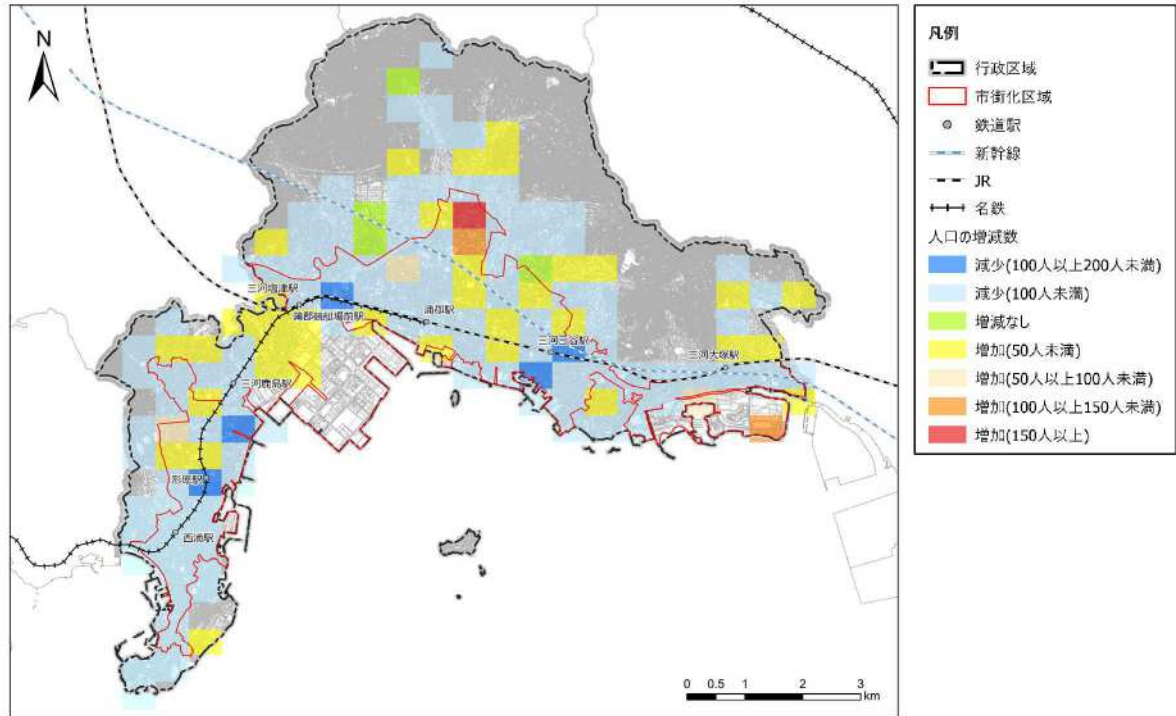 N
三河塩津駅
蒲郡競艇場前駅
蒲郡駅
三河三谷駅
三河大塚駅
三河鹿島駅
形原駅
西浦駅
0 0.5 1 2 3
km
凡例
行政区域
市街化区域
鉄道駅
新幹線
JR
名鉄
人口の増減数
減少(100人以上200人未満)
減少(100人未満)
増減なし
増加(50人未満)
増加(50人以上100人未満)
増加(100人以上150人未満)
増加(150人以上)